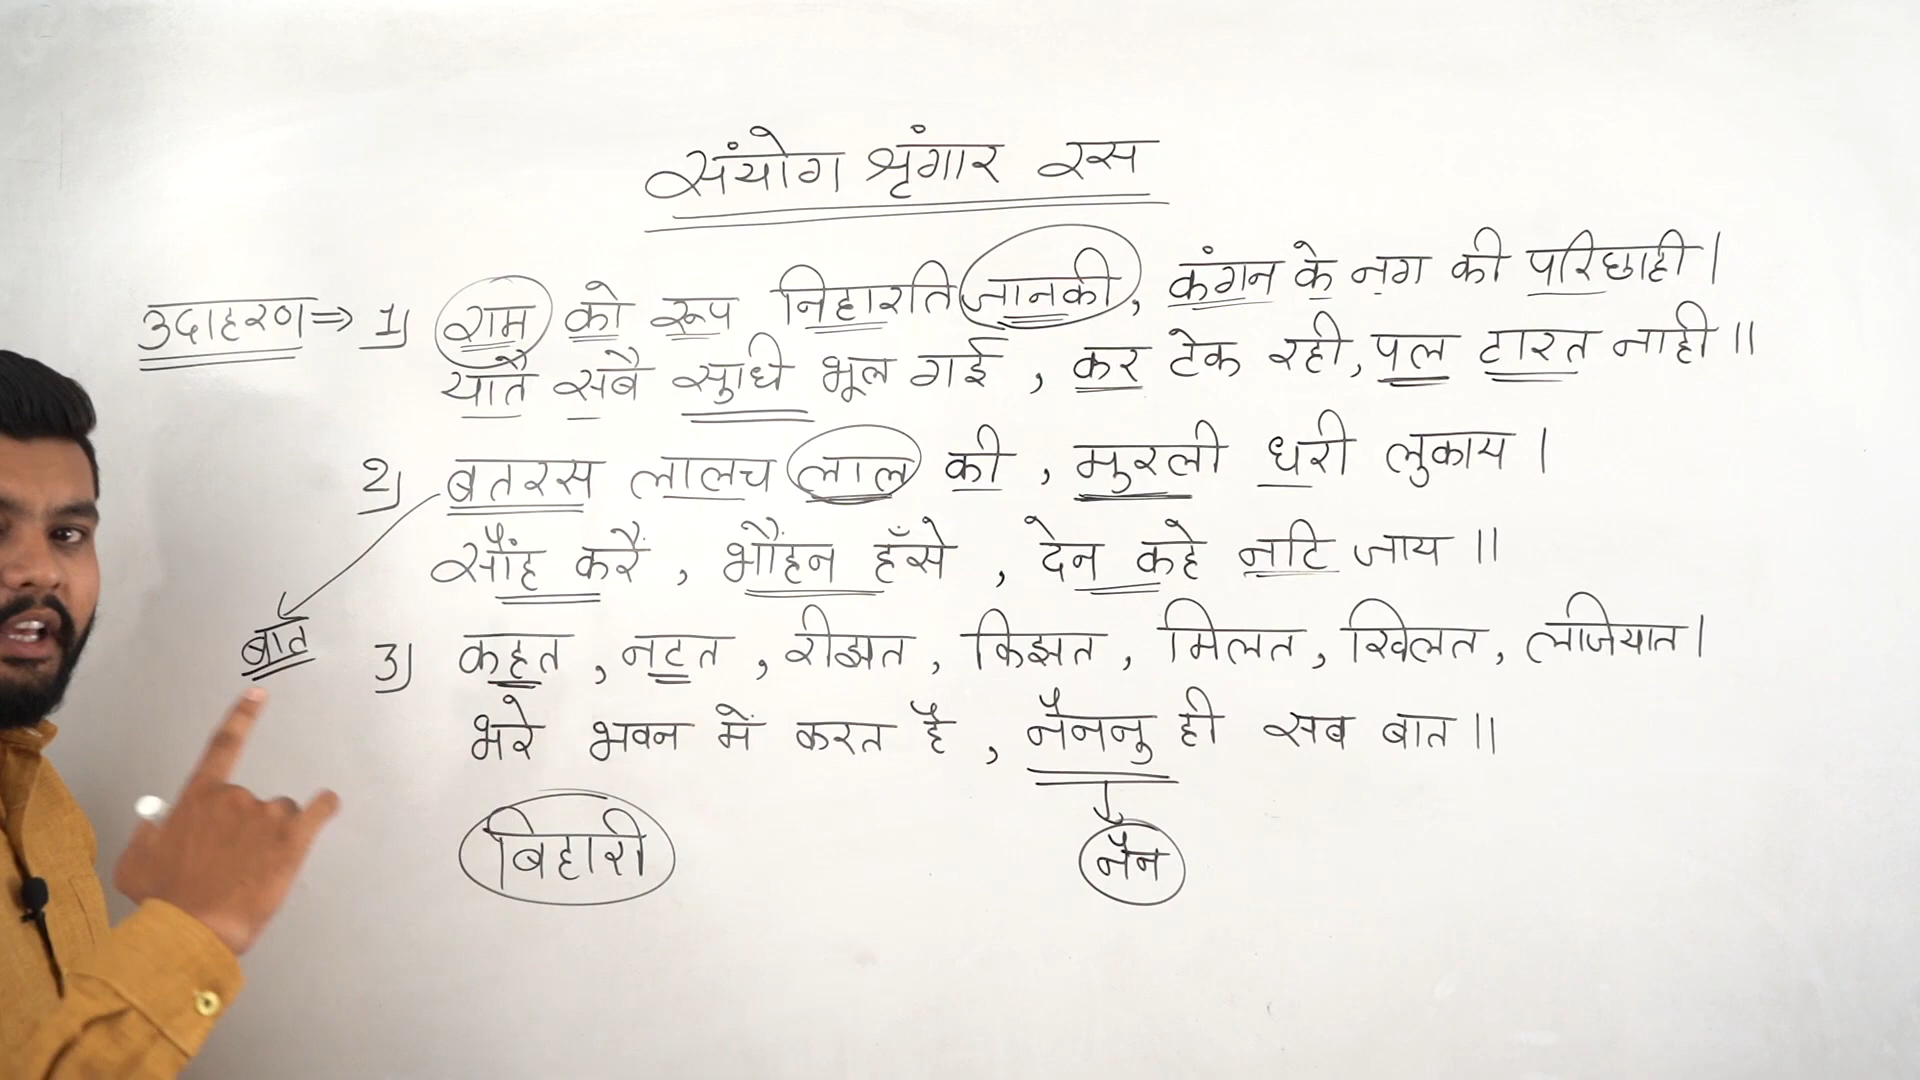 संयोग श्रृंगार रस
उदाहरण ⇒ 1) राम को रूप निहारति जानकी, कंगन के नग की परिछाही।
यातै सबै सुधि भूल गई, कर टेक रही, पल टारत नाही॥
2) बतरस लालच लाल की, मुरली धरी लुकाय।
सौंह करैं, भौंहन हँसे, देन कहे नटि जाय॥
बातें
3) कहत, नटत, रीझत, किझत, मिलत, खिलत, लजियात।
भरे भवन में करत है, नैननु ही सब बात॥
बिहारी
नैन